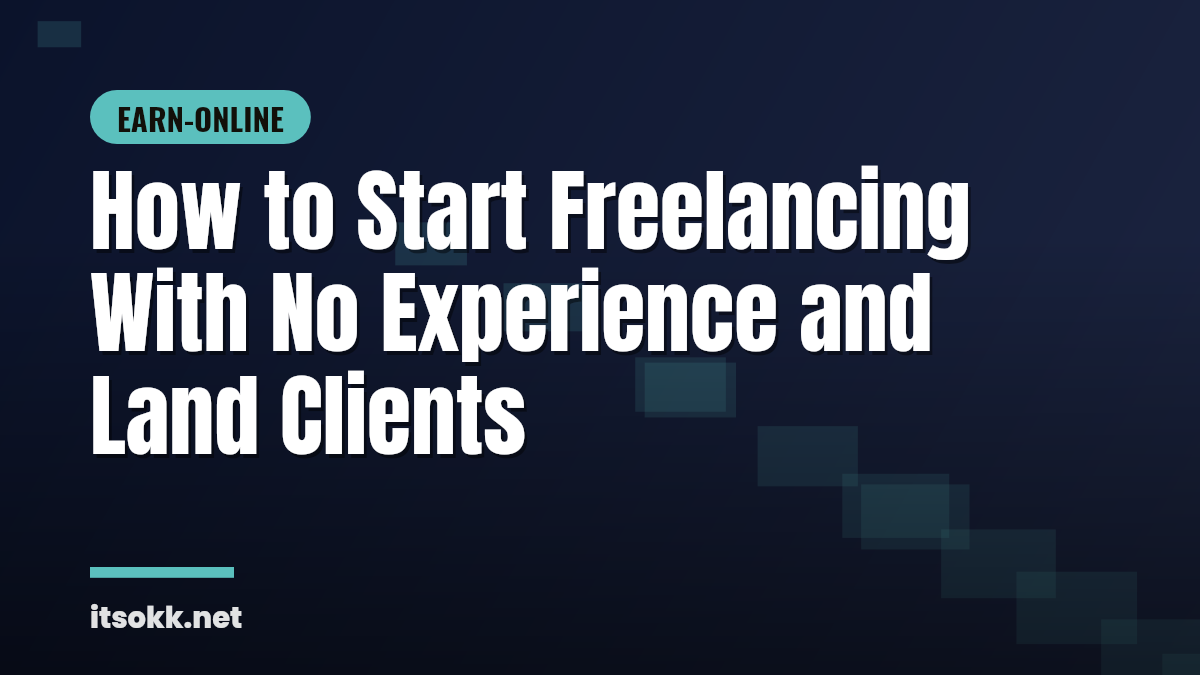 EARN-ONLINE
How to Start Freelancing
With No Experience and
Land Clients
itsokk.net